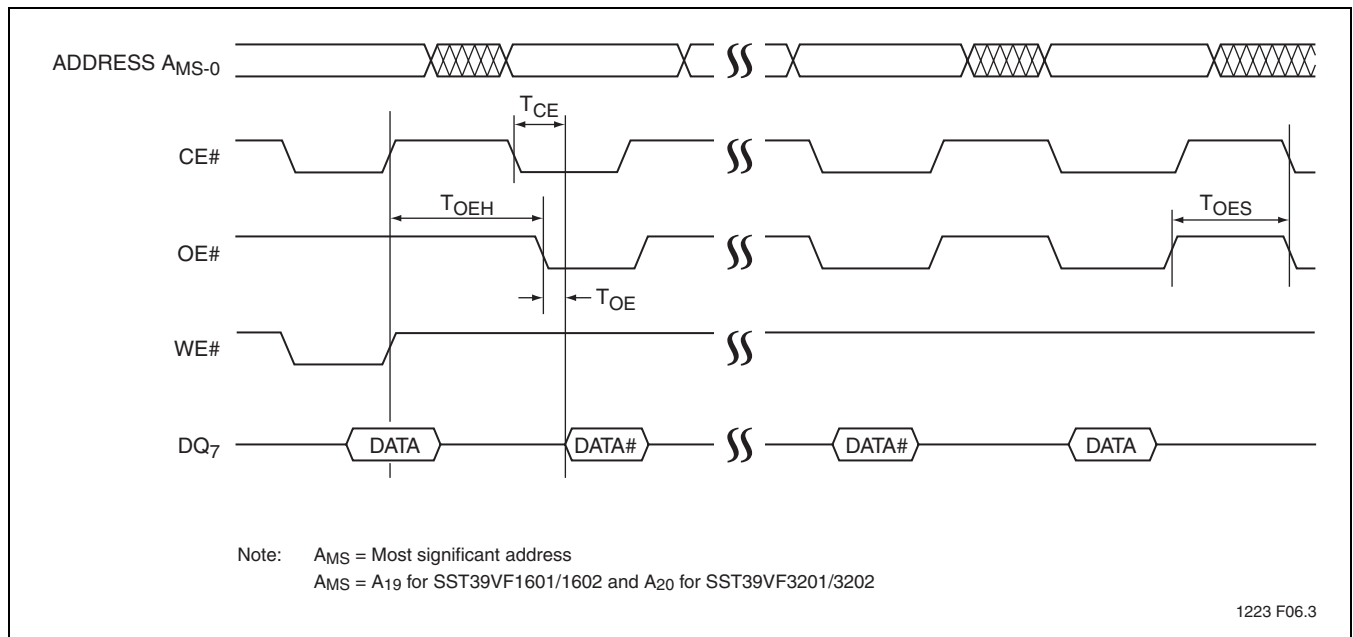 ADDRESS AMS-0
TCE
CE#
TOEH
TOES
OE#
TOE
WE#
DQ7
DATA
DATA#
DATA#
DATA
Note: AMS = Most significant address
AMS = A19 for SST39VF1601/1602 and A20 for SST39VF3201/3202
1223 F06.3